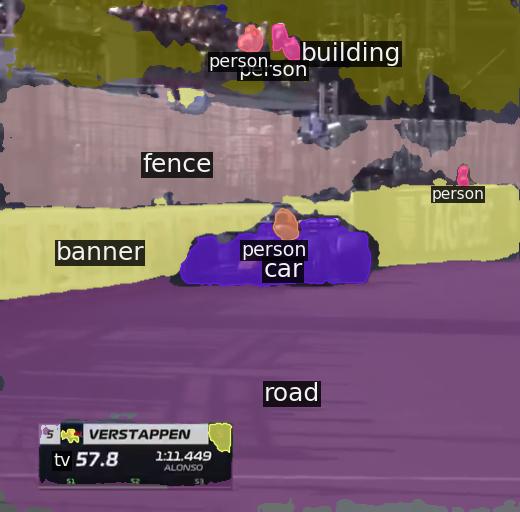 building
person
person
fence
person
banner
person
car
road
5 VERSTAPPEN
tv 57.8 1:11.449
ALONSO
S1 S2 S3